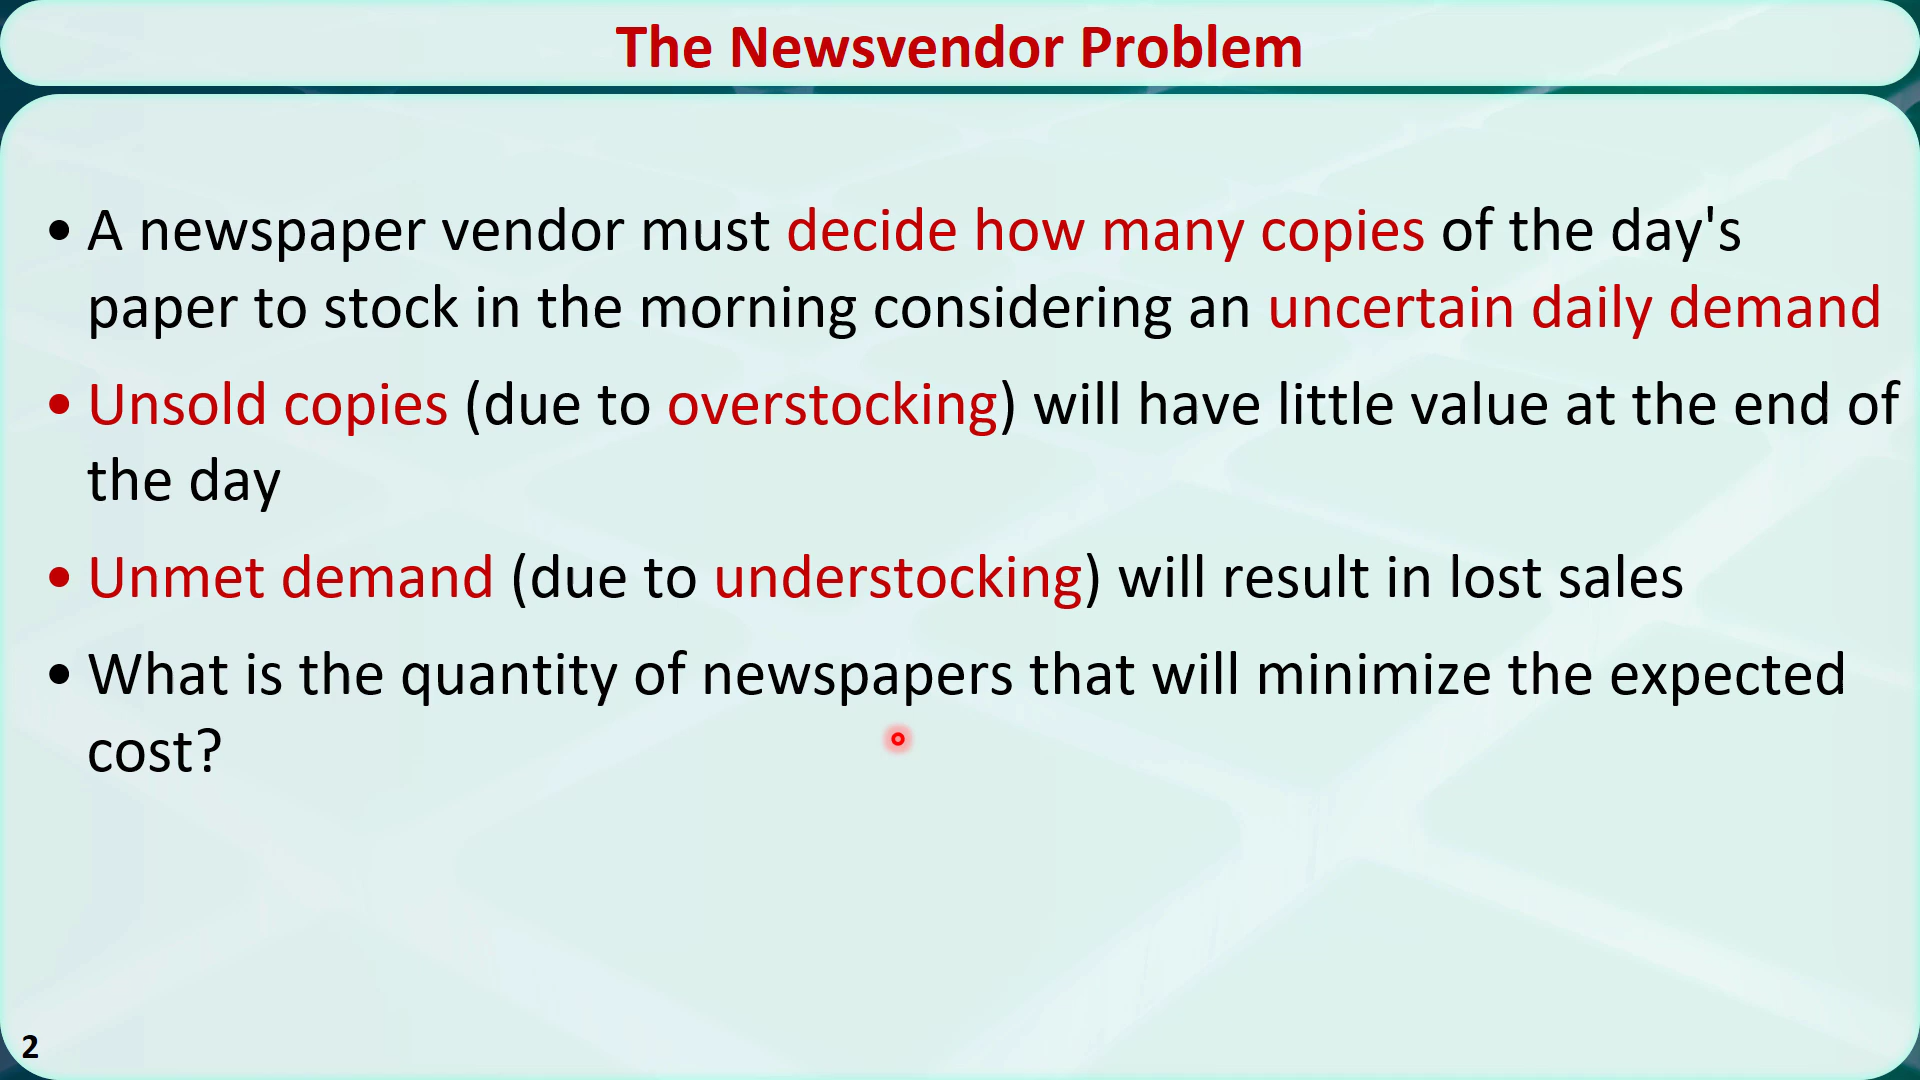 The Newsvendor Problem
• A newspaper vendor must decide how many copies of the day's
paper to stock in the morning considering an uncertain daily demand
• Unsold copies (due to overstocking) will have little value at the end of
the day
• Unmet demand (due to understocking) will result in lost sales
• What is the quantity of newspapers that will minimize the expected
cost?
2